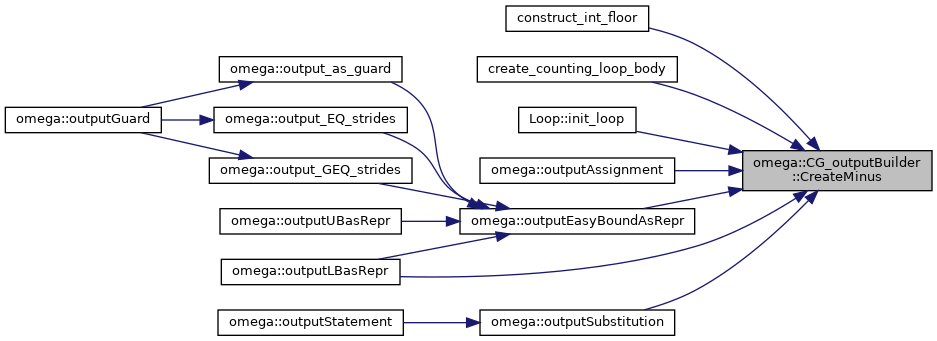 construct_int_floor
omega::output_as_guard
create_counting_loop_body
omega::outputGuard
omega::output_EQ_strides
Loop::init_loop
omega::CG_outputBuilder
::CreateMinus
omega::output_GEQ_strides
omega::outputAssignment
omega::outputUBasRepr
omega::outputEasyBoundAsRepr
omega::outputLBasRepr
omega::outputStatement
omega::outputSubstitution